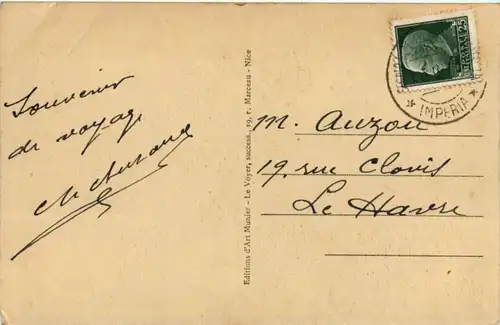 Souvenir
de voyage
Editions d'Art Munier - Le Voyer, success., 19, r. Marceau - Nice
25
IMPERIA
M. Auzou
19, rue Clovis
Le Havre